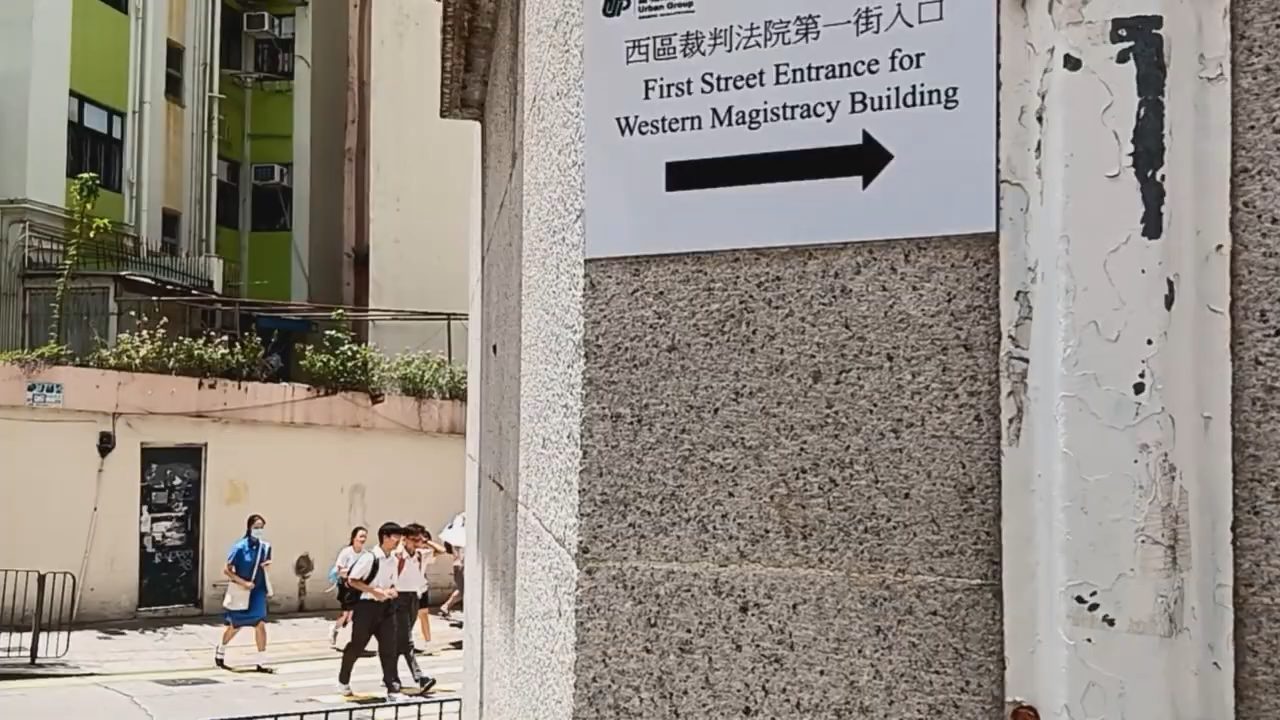 Urban Group
西區裁判法院第一街入口
First Street Entrance for
Western Magistracy Building